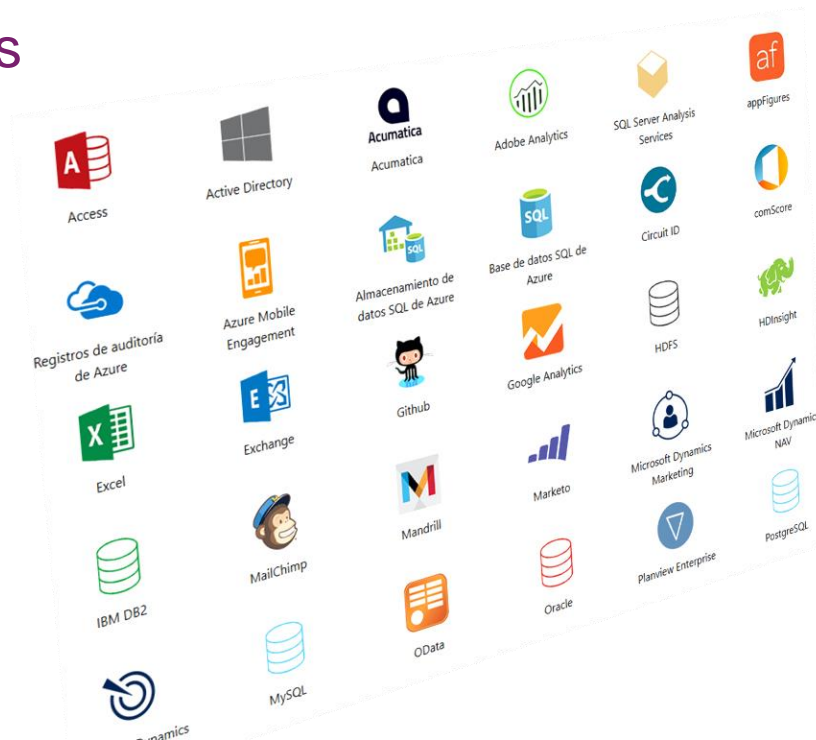 s
A
Access
Active Directory
Acumatica
Acumatica
Adobe Analytics
SQL Server Analysis
Services
af
appFigures
Registros de auditoría
de Azure
Azure Mobile
Engagement
SQL
Almacenamiento de
datos SQL de Azure
SQL
Base de datos SQL de
Azure
Circuit ID
comScore
X
Excel
E
Exchange
Github
Google Analytics
HDFS
HDInsight
IBM DB2
MailChimp
M
Mandrill
Marketo
Microsoft Dynamics
Marketing
Microsoft Dynamic
NAV
MySQL
OData
Oracle
Planview Enterprise
PostgreSQL